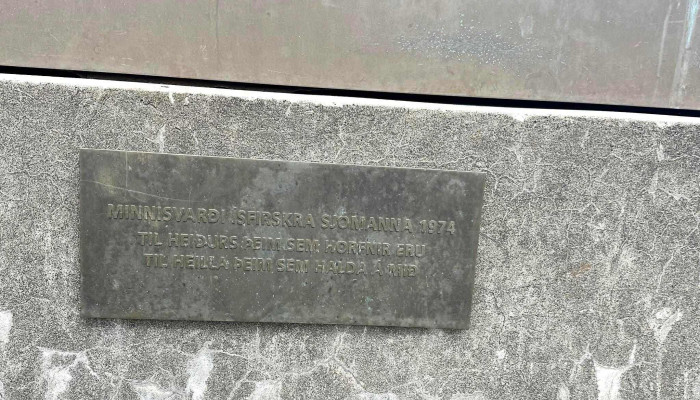 MINNISVARÐI ÍSFIRSKRA SJÓMANNA 1974
TIL HEIÐURS ÞEIM SEM HORFNIR ERU
TIL HEILLA ÞEIM SEM HALDA Á MIÐ